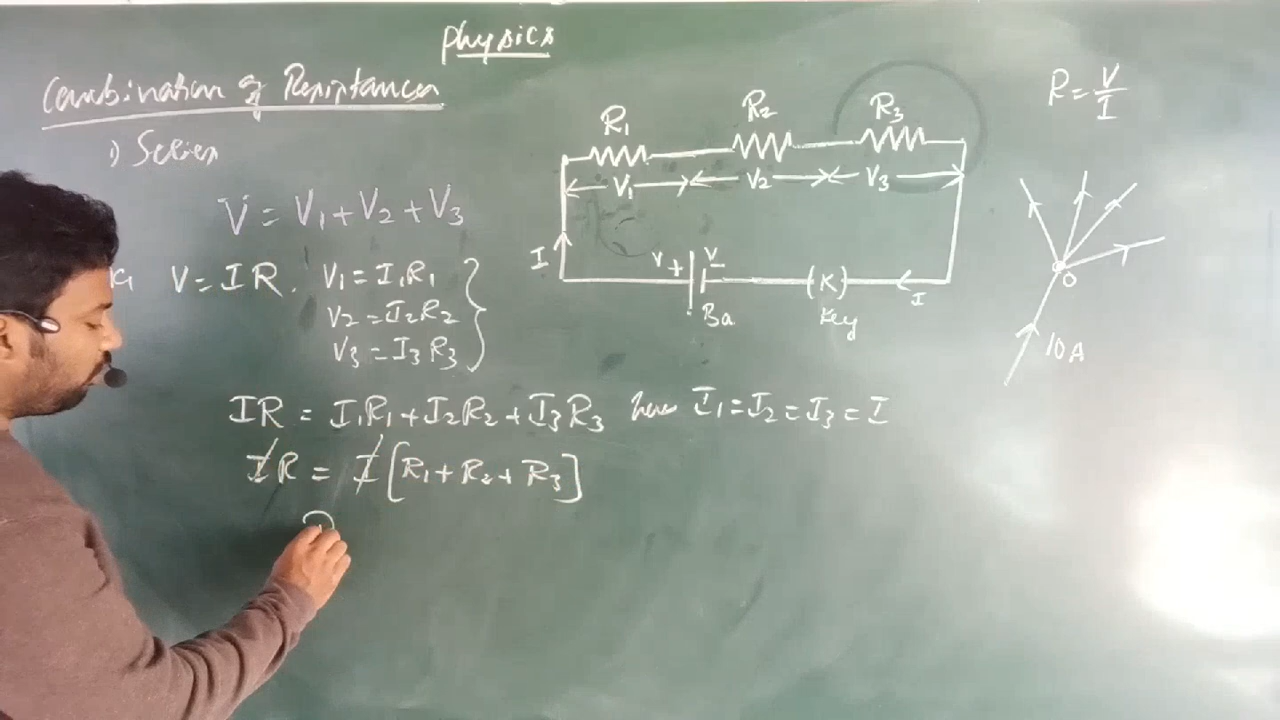 Physics
Combination of Resistances
1) Series
V = V₁ + V₂ + V₃
V = IR. V₁ = I₁R₁
V₂ = I₂R₂
V₃ = I₃R₃
IR = I₁R₁ + I₂R₂ + I₃R₃ here I₁ = I₂ = I₃ = I
IR = I[R₁ + R₂ + R₃]
R₁ R₂ R₃
V₁ V₂ V₃
I V + V - (K) I
Ba Key
R = V/I
O
10A